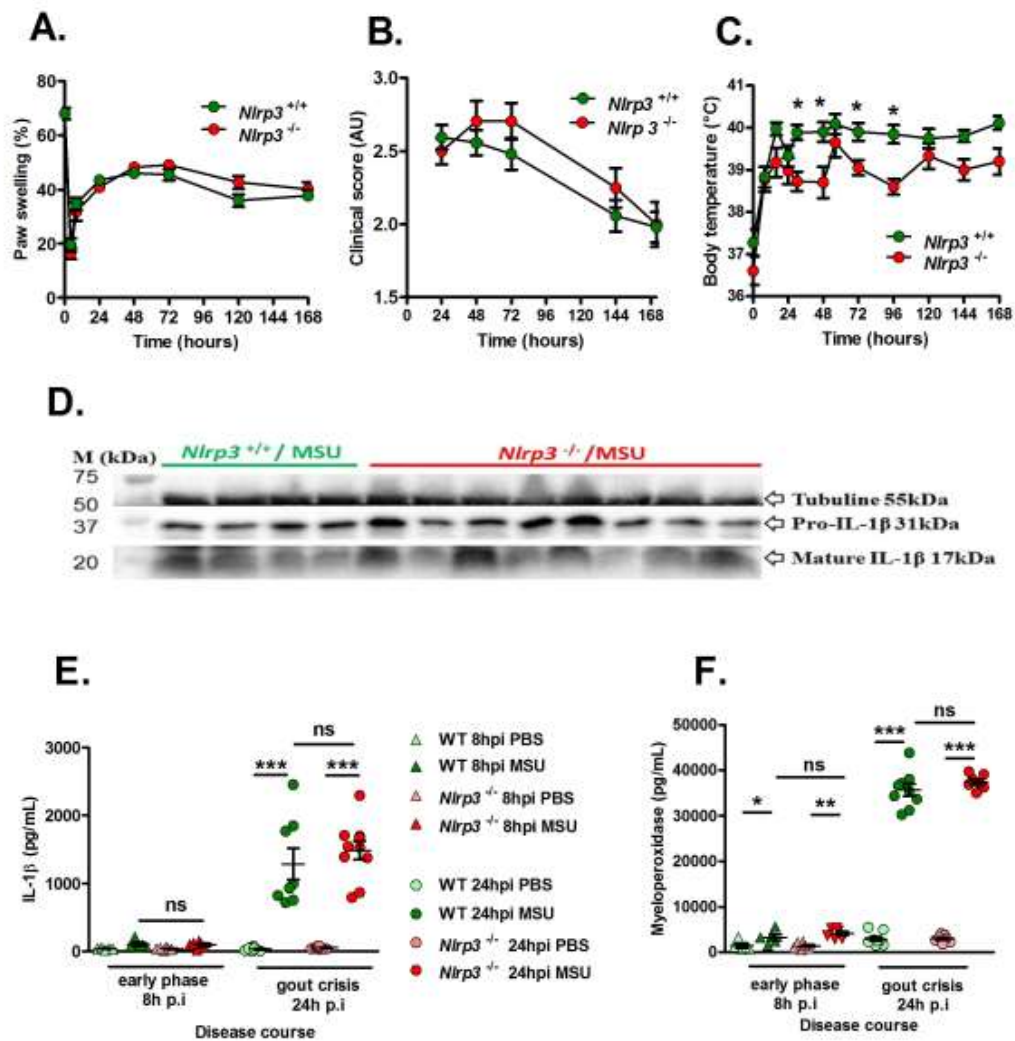 A.
Paw swelling (%)
80
60
40
20
0
Nlrp3 +/+
Nlrp3 -/-
0 24 48 72 96 120 144 168
Time (hours)
B.
Clinical score (AU)
3.0
2.5
2.0
1.5
Nlrp3 +/+
Nlrp 3 -/-
24 48 72 96 120 144 168
Time (hours)
C.
Body temperature (°C)
41
40
39
38
37
36
* * * *
Nlrp3 +/+
Nlrp3 -/-
0 24 48 72 96 120 144 168
Time (hours)
D.
M (kDa)
Nlrp3 +/+ / MSU
Nlrp3 -/- /MSU
75
50
37
20
Tubuline 55kDa
Pro-IL-1β 31kDa
Mature IL-1β 17kDa
E.
IL-1β (pg/mL)
3000
2000
1000
0
ns
***
***
ns
early phase
8h p.i
gout crisis
24h p.i
Disease course
WT 8hpi PBS
WT 8hpi MSU
Nlrp3 -/- 8hpi PBS
Nlrp3 -/- 8hpi MSU
WT 24hpi PBS
WT 24hpi MSU
Nlrp3 -/- 24hpi PBS
Nlrp3 -/- 24hpi MSU
F.
Myeloperoxidase (pg/mL)
50000
40000
30000
20000
10000
0
ns
***
***
ns
*
**
early phase
8h p.i
gout crisis
24h p.i
Disease course